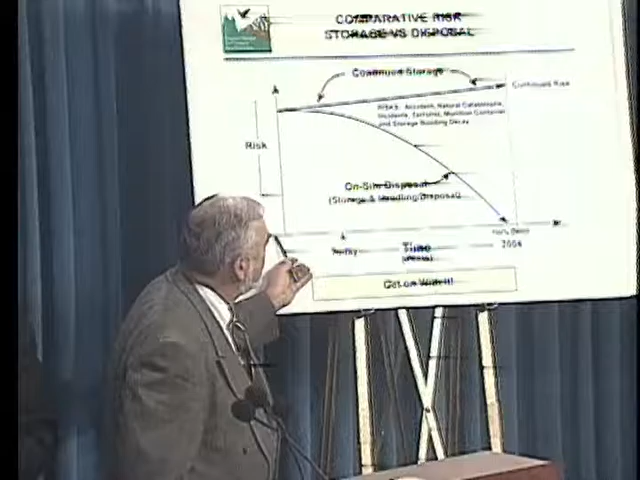 COMPARATIVE RISK
STORAGE VS DISPOSAL
Continued Storage
Continued Risk
RISKS: Accident, Natural Catastrophe,
Incidents, Terrorist, Munition Container
and Storage Building Decay
Risk
On-Site Disposal
(Storage & Handling/Disposal)
Today
Time
2004
Get on With It!